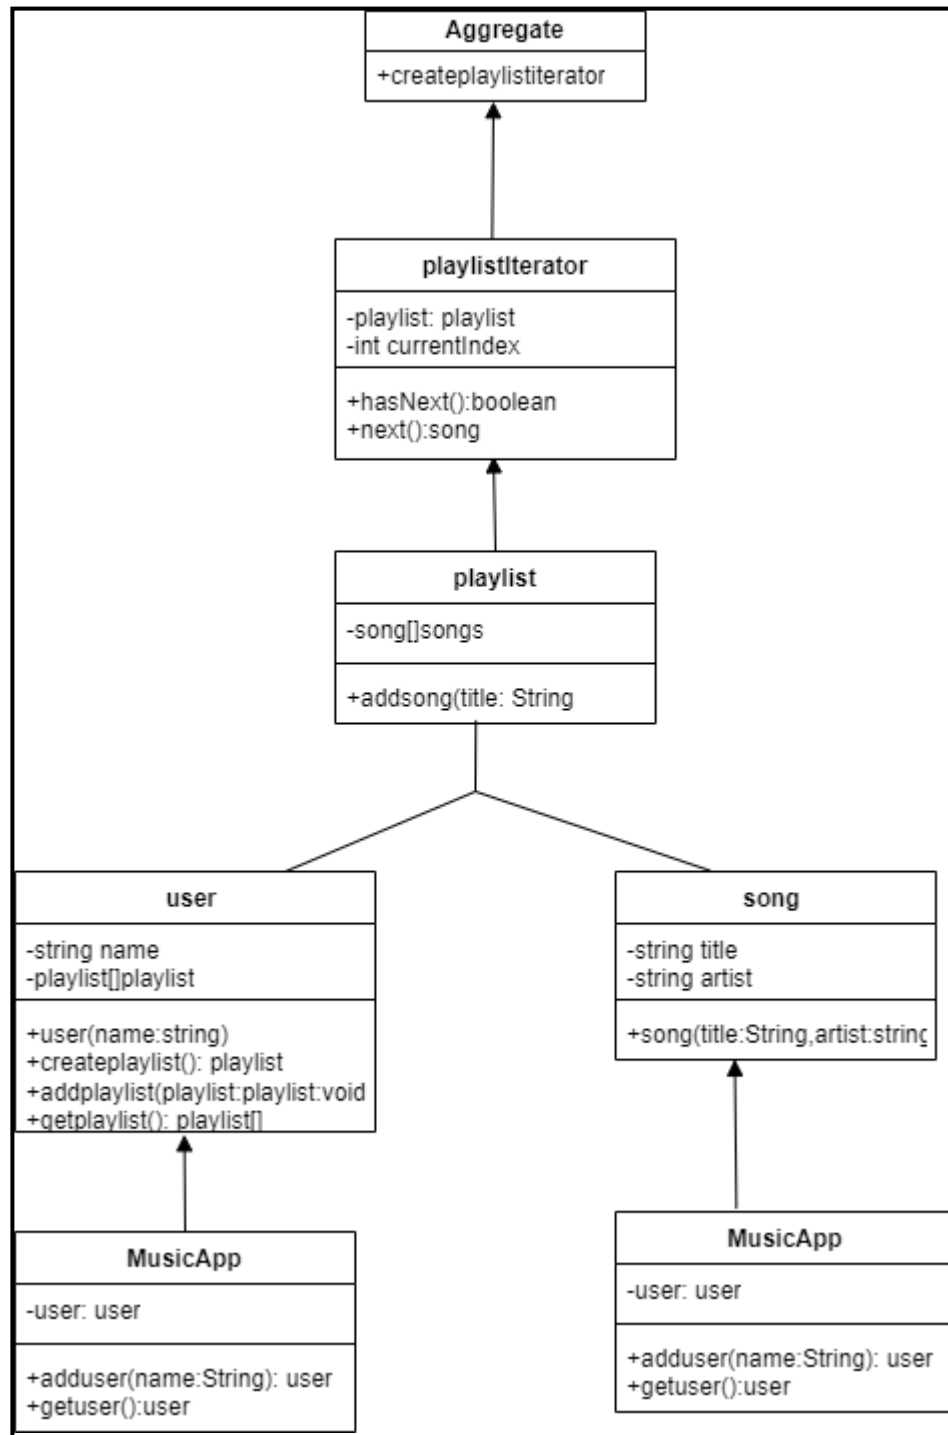 Aggregate
+createplaylistiterator
playlistIterator
-playlist: playlist
-int currentIndex
+hasNext():boolean
+next():song
playlist
-song[]songs
+addsong(title: String
user
-string name
-playlist[]playlist
+user(name:string)
+createplaylist(): playlist
+addplaylist(playlist:playlist:void
+getplaylist(): playlist[]
song
-string title
-string artist
+song(title:String,artist:string
MusicApp
-user: user
+adduser(name:String): user
+getuser():user
MusicApp
-user: user
+adduser(name:String): user
+getuser():user